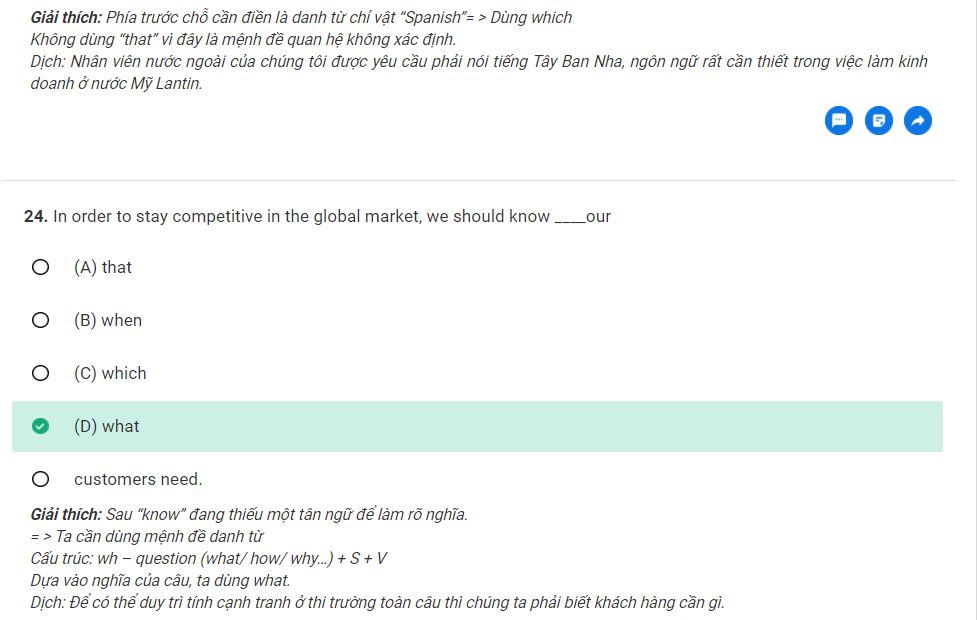 Giải thích: Phía trước chỗ cần điền là danh từ chỉ vật “Spanish”= > Dùng which
Không dùng “that” vì đây là mệnh đề quan hệ không xác định.
Dịch: Nhân viên nước ngoài của chúng tôi được yêu cầu phải nói tiếng Tây Ban Nha, ngôn ngữ rất cần thiết trong việc làm kinh
doanh ở nước Mỹ Lantin.
24. In order to stay competitive in the global market, we should know ____our
(A) that
(B) when
(C) which
(D) what
customers need.
Giải thích: Sau “know” đang thiếu một tân ngữ để làm rõ nghĩa.
= > Ta cần dùng mệnh đề danh từ
Cấu trúc: wh – question (what/ how/ why…) + S + V
Dựa vào nghĩa của câu, ta dùng what.
Dịch: Để có thể duy trì tính cạnh tranh ở thi trường toàn câu thì chúng ta phải biết khách hàng cần gì.